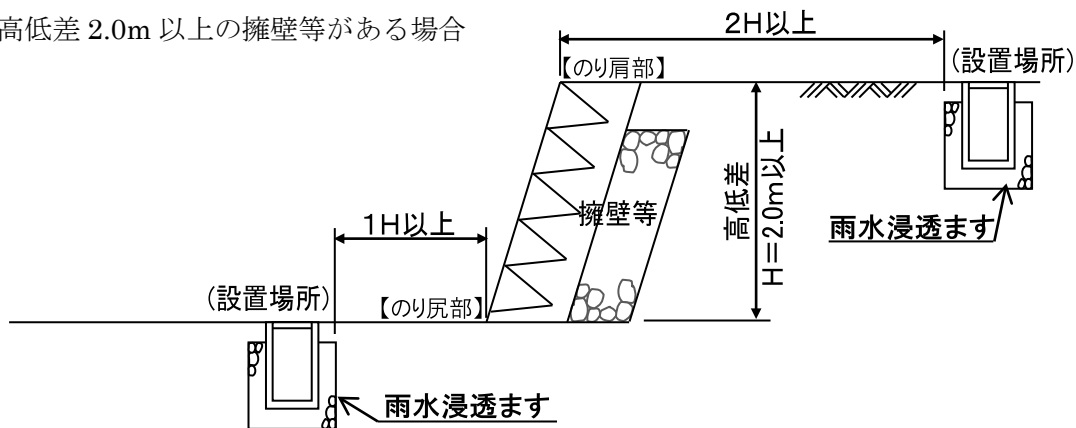 高低差 2.0m 以上の擁壁等がある場合
2H以上
(設置場所)
【のり肩部】
高低差
H=2.0m以上
擁壁等
雨水浸透ます
1H以上
(設置場所)
【のり尻部】
雨水浸透ます